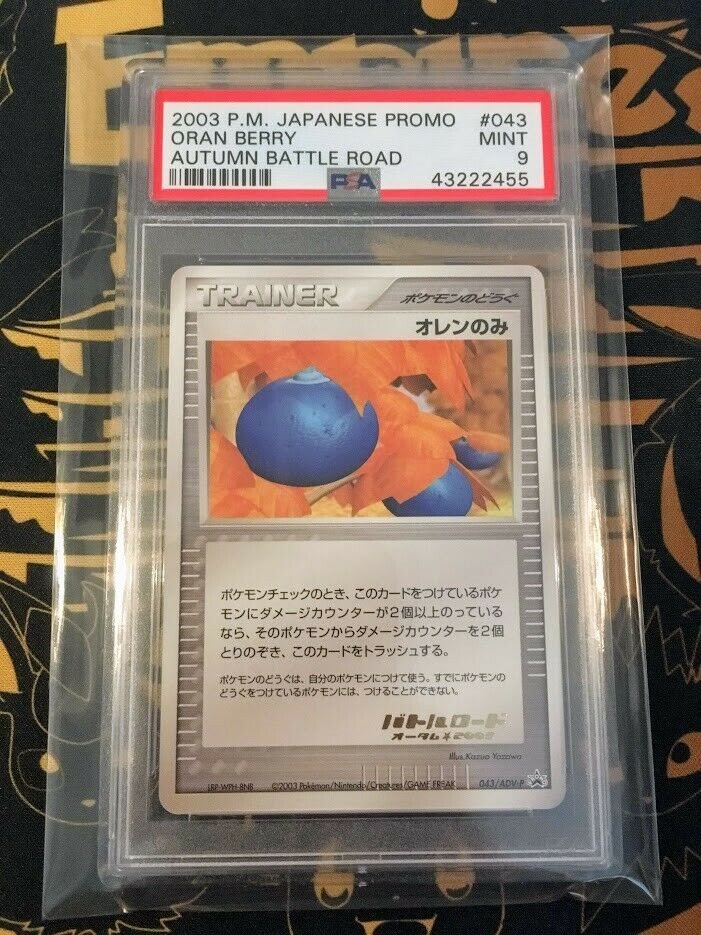 2003 P.M. JAPANESE PROMO #043
ORAN BERRY MINT
AUTUMN BATTLE ROAD 9
PSA 43222455
TRAINER ポケモンのどうぐ
オレンのみ
ポケモンチェックのとき、このカードをつけているポケ
モンにダメージカウンターが2個以上のっている
なら、そのポケモンからダメージカウンターを2個
とりのぞき、このカードをトラッシュする。
ポケモンのどうぐは、自分のポケモンにつけて使う。すでにポケモンの
どうぐをつけているポケモンには、つけることができない。
バトルロード
オータム★2003
Illus. Kazuo Yazawa
LRP-WPH-BNB ©2003 Pokémon/Nintendo/Creatures/GAME FREAK 043/ADV-P